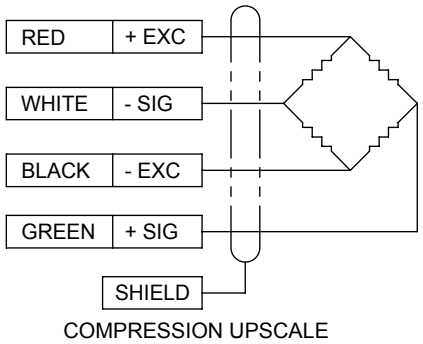 RED + EXC
WHITE - SIG
BLACK - EXC
GREEN + SIG
SHIELD
COMPRESSION UPSCALE